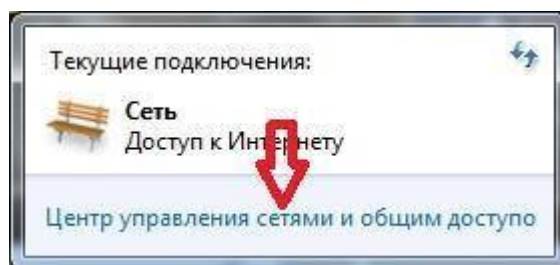 Текущие подключения:
Сеть
Доступ к Интернету
Центр управления сетями и общим доступо